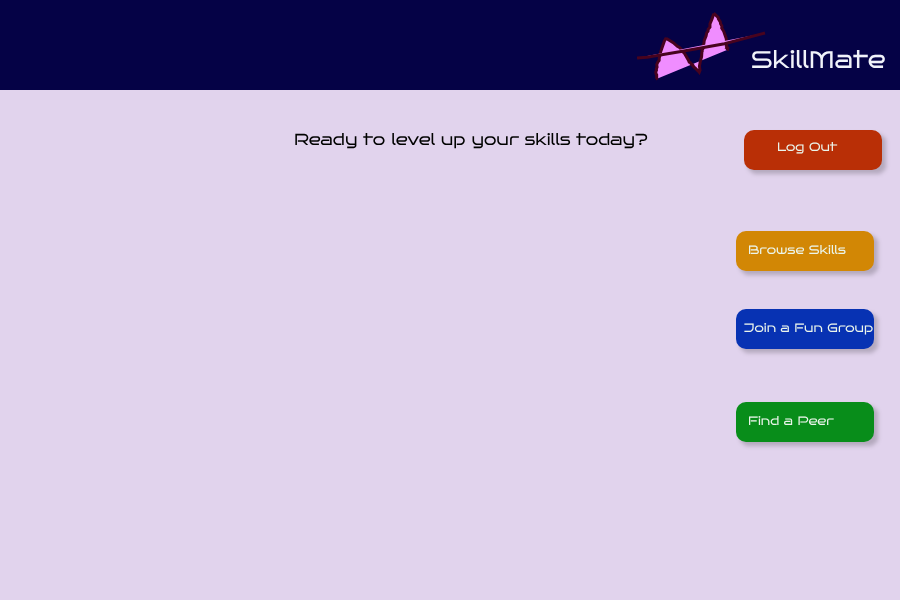 SkillMate
Ready to level up your skills today?
Log Out
Browse Skills
Join a Fun Group
Find a Peer